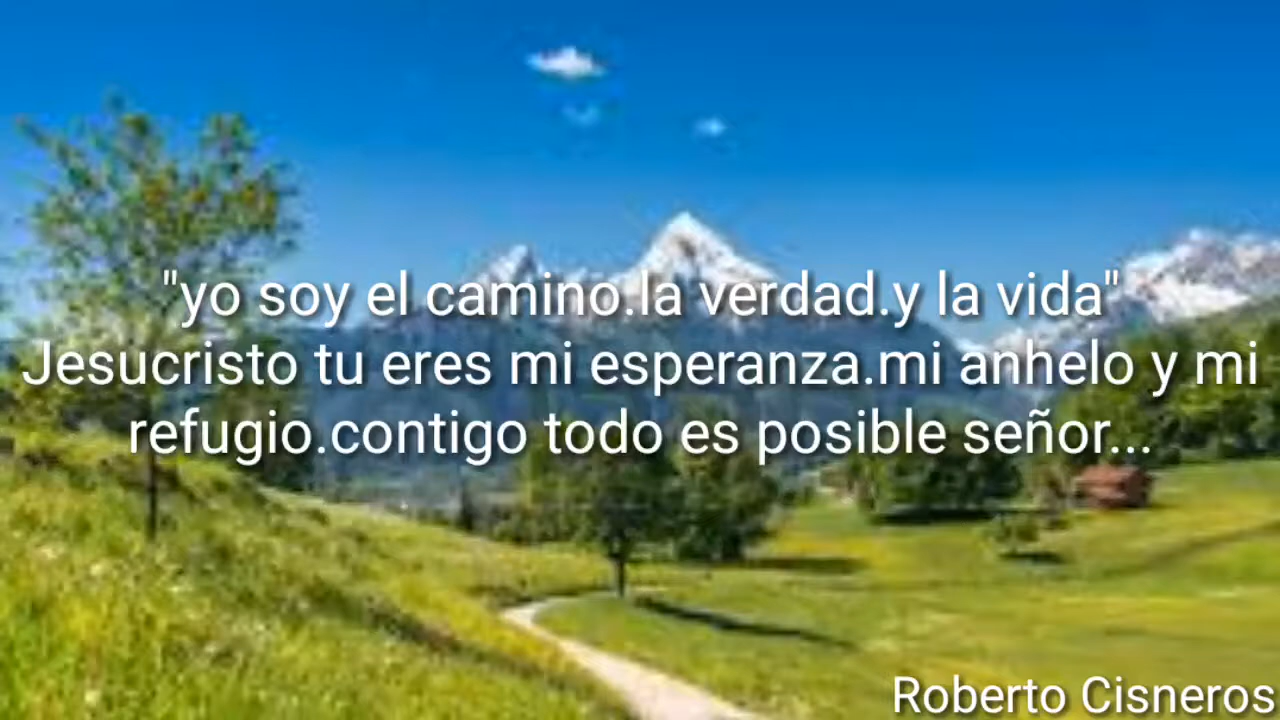 "yo soy el camino.la verdad.y la vida"
Jesucristo tu eres mi esperanza.mi anhelo y mi
refugio.contigo todo es posible señor...
Roberto Cisneros